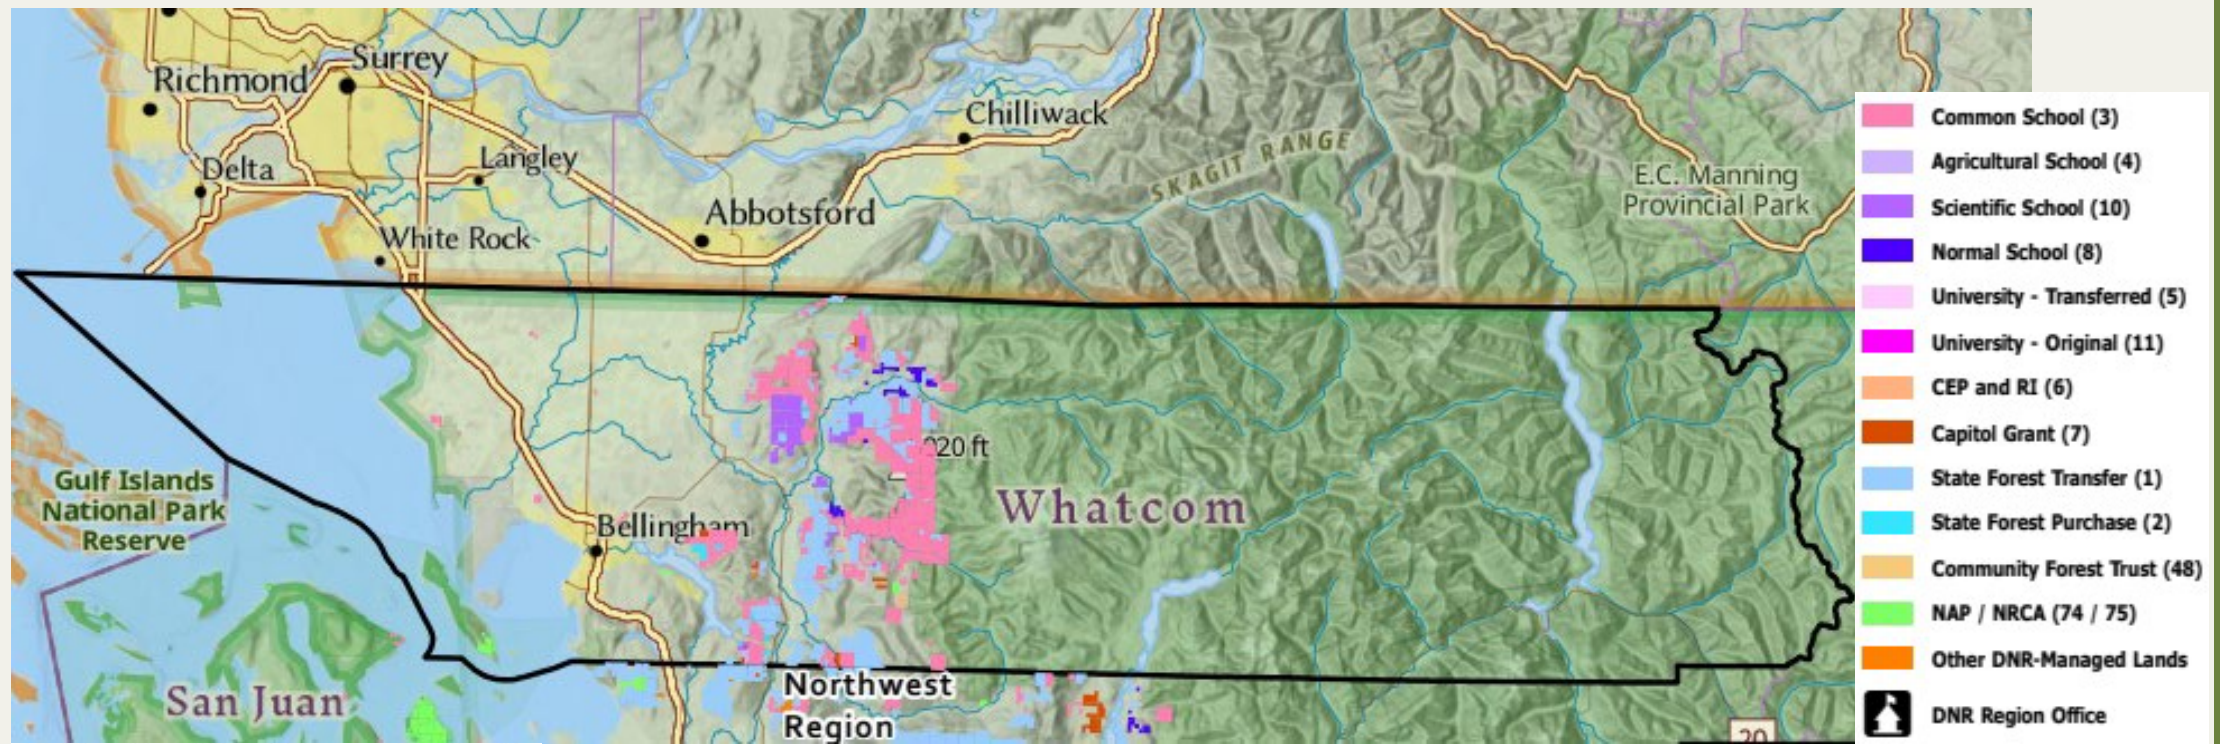 Surrey
Richmond
Chilliwack
SKAGIT RANGE
Langley
Delta
E.C. Manning
Provincial Park
Abbotsford
White Rock
020 ft
Gulf Islands
National Park
Reserve
Whatcom
Bellingham
San Juan
Northwest
Region
20
Common School (3)
Agricultural School (4)
Scientific School (10)
Normal School (8)
University - Transferred (5)
University - Original (11)
CEP and RI (6)
Capitol Grant (7)
State Forest Transfer (1)
State Forest Purchase (2)
Community Forest Trust (48)
NAP / NRCA (74 / 75)
Other DNR-Managed Lands
DNR Region Office